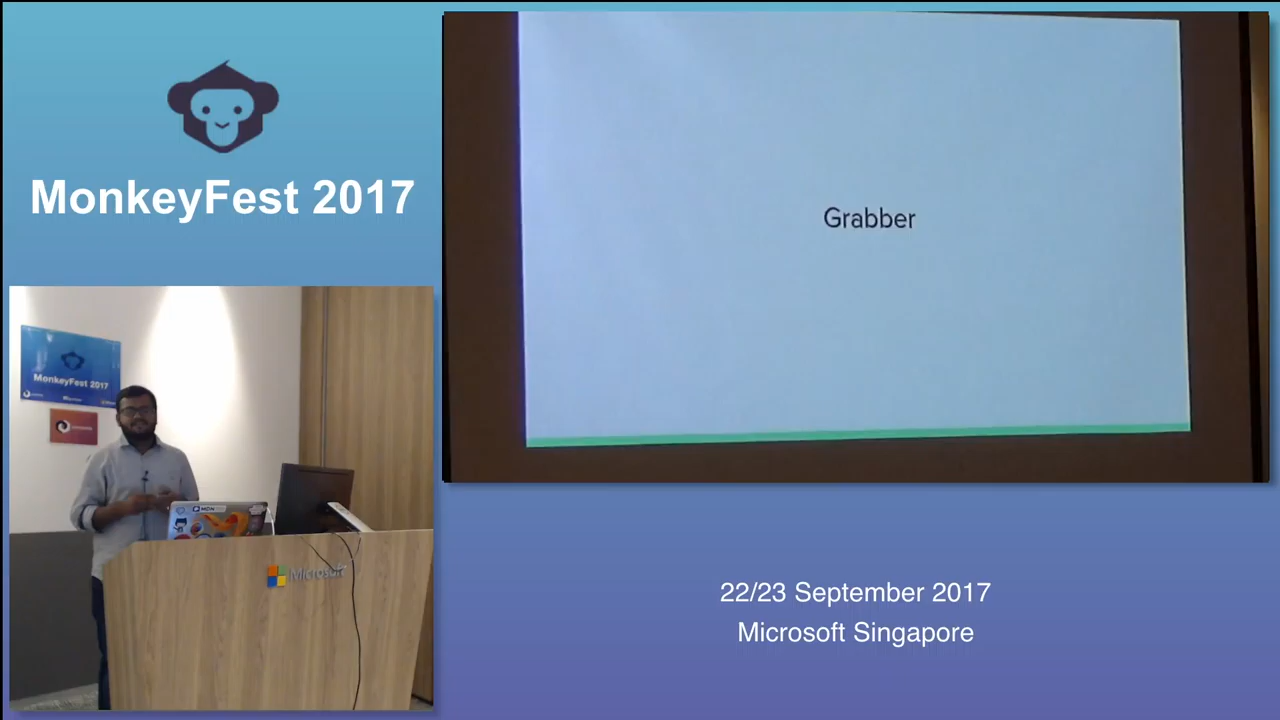 MonkeyFest 2017
Grabber
MonkeyFest 2017
Microsoft
22/23 September 2017
Microsoft Singapore